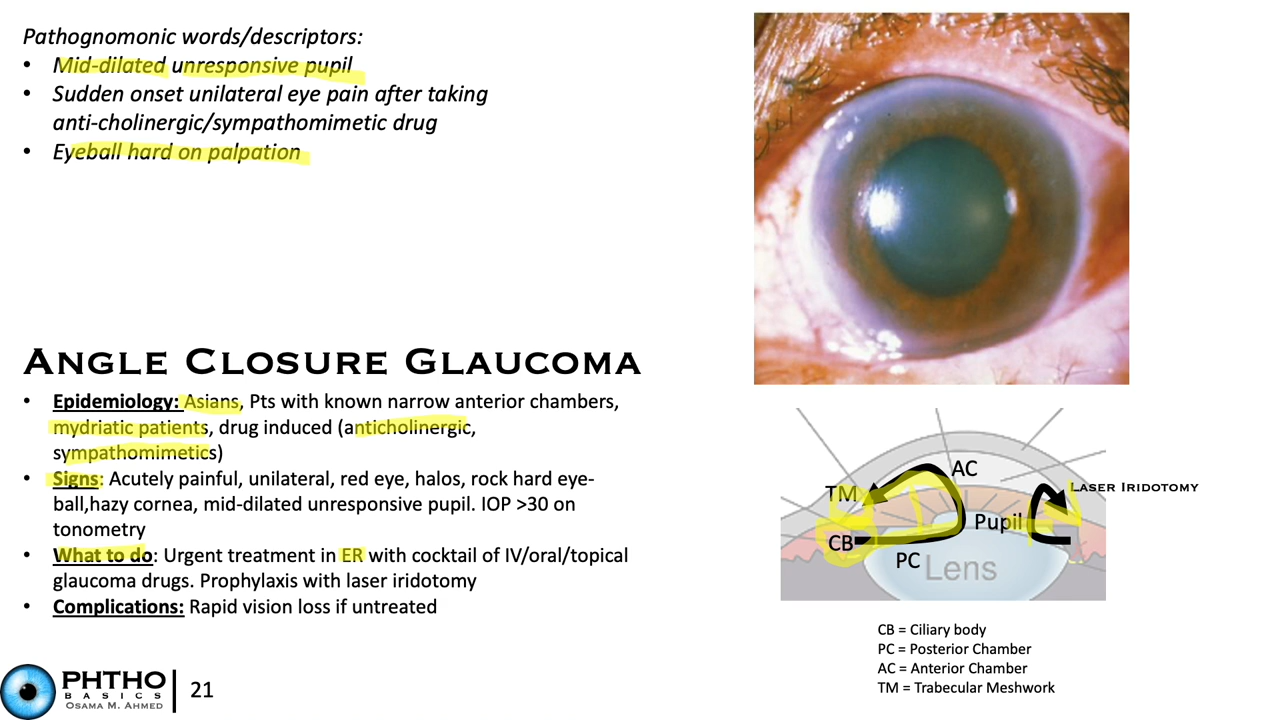 Pathognomonic words/descriptors:
• Mid-dilated unresponsive pupil
• Sudden onset unilateral eye pain after taking
anti-cholinergic/sympathomimetic drug
• Eyeball hard on palpation
ANGLE CLOSURE GLAUCOMA
• Epidemiology: Asians, Pts with known narrow anterior chambers,
mydriatic patients, drug induced (anticholinergic,
sympathomimetics)
• Signs: Acutely painful, unilateral, red eye, halos, rock hard eye-
ball,hazy cornea, mid-dilated unresponsive pupil. IOP >30 on
tonometry
• What to do: Urgent treatment in ER with cocktail of IV/oral/topical
glaucoma drugs. Prophylaxis with laser iridotomy
• Complications: Rapid vision loss if untreated
AC
TM
LASER IRIDOTOMY
Pupil
CB
PC
Lens
CB = Ciliary body
PC = Posterior Chamber
AC = Anterior Chamber
TM = Trabecular Meshwork
PHTHO
BASICS
OSAMA M. AHMED
21